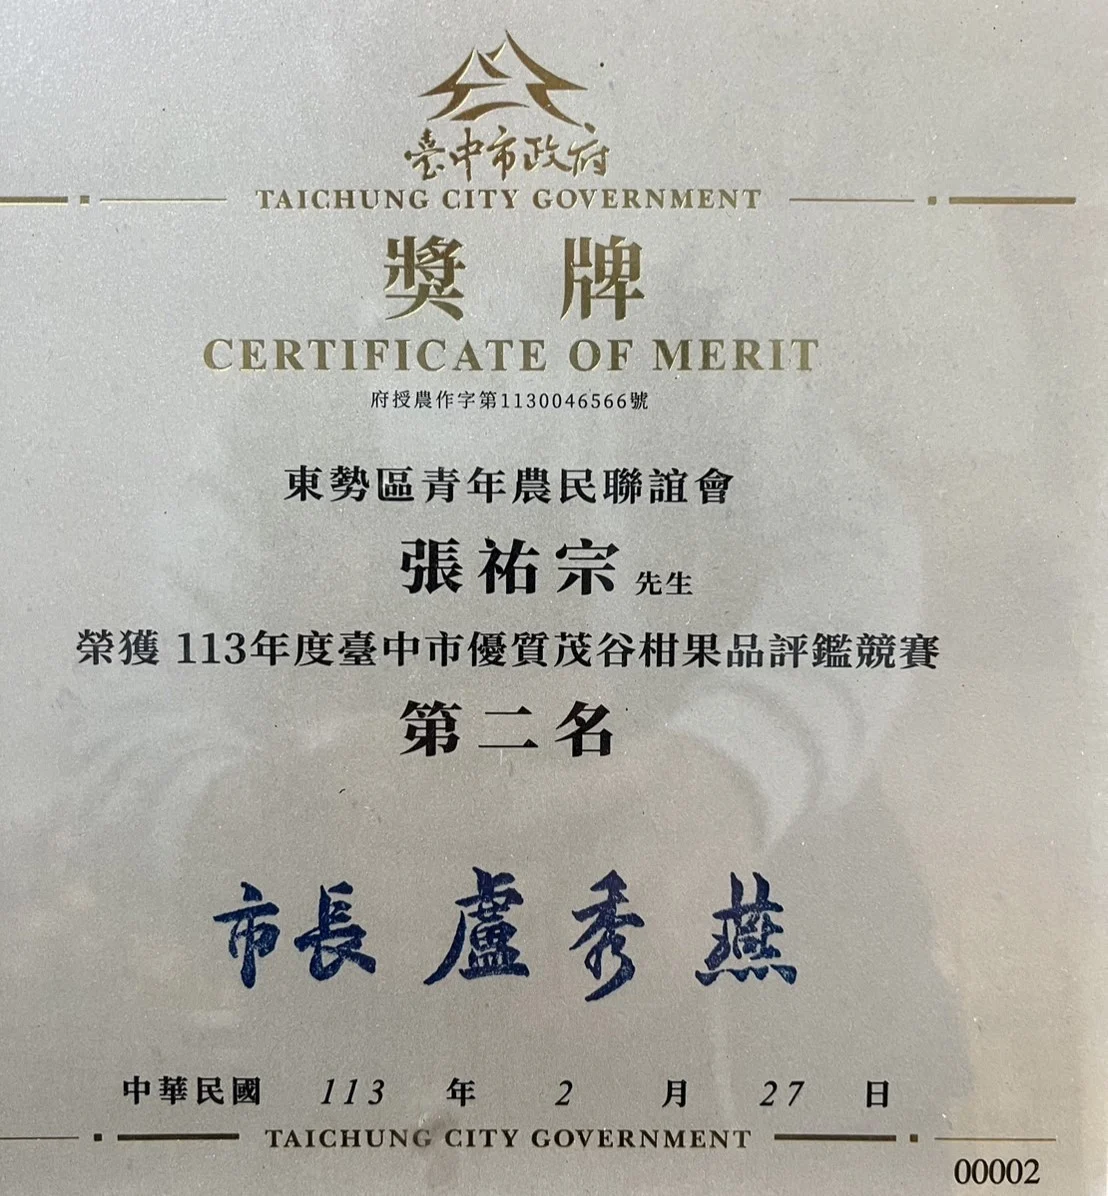 臺中市政府
TAICHUNG CITY GOVERNMENT
獎牌
CERTIFICATE OF MERIT
府授農作字第1130046566號
東勢區青年農民聯誼會
張祐宗先生
榮獲 113年度臺中市優質茂谷柑果品評鑑競賽
第二名
市長 盧秀燕
中華民國 113 年 2 月 27 日
TAICHUNG CITY GOVERNMENT
00002